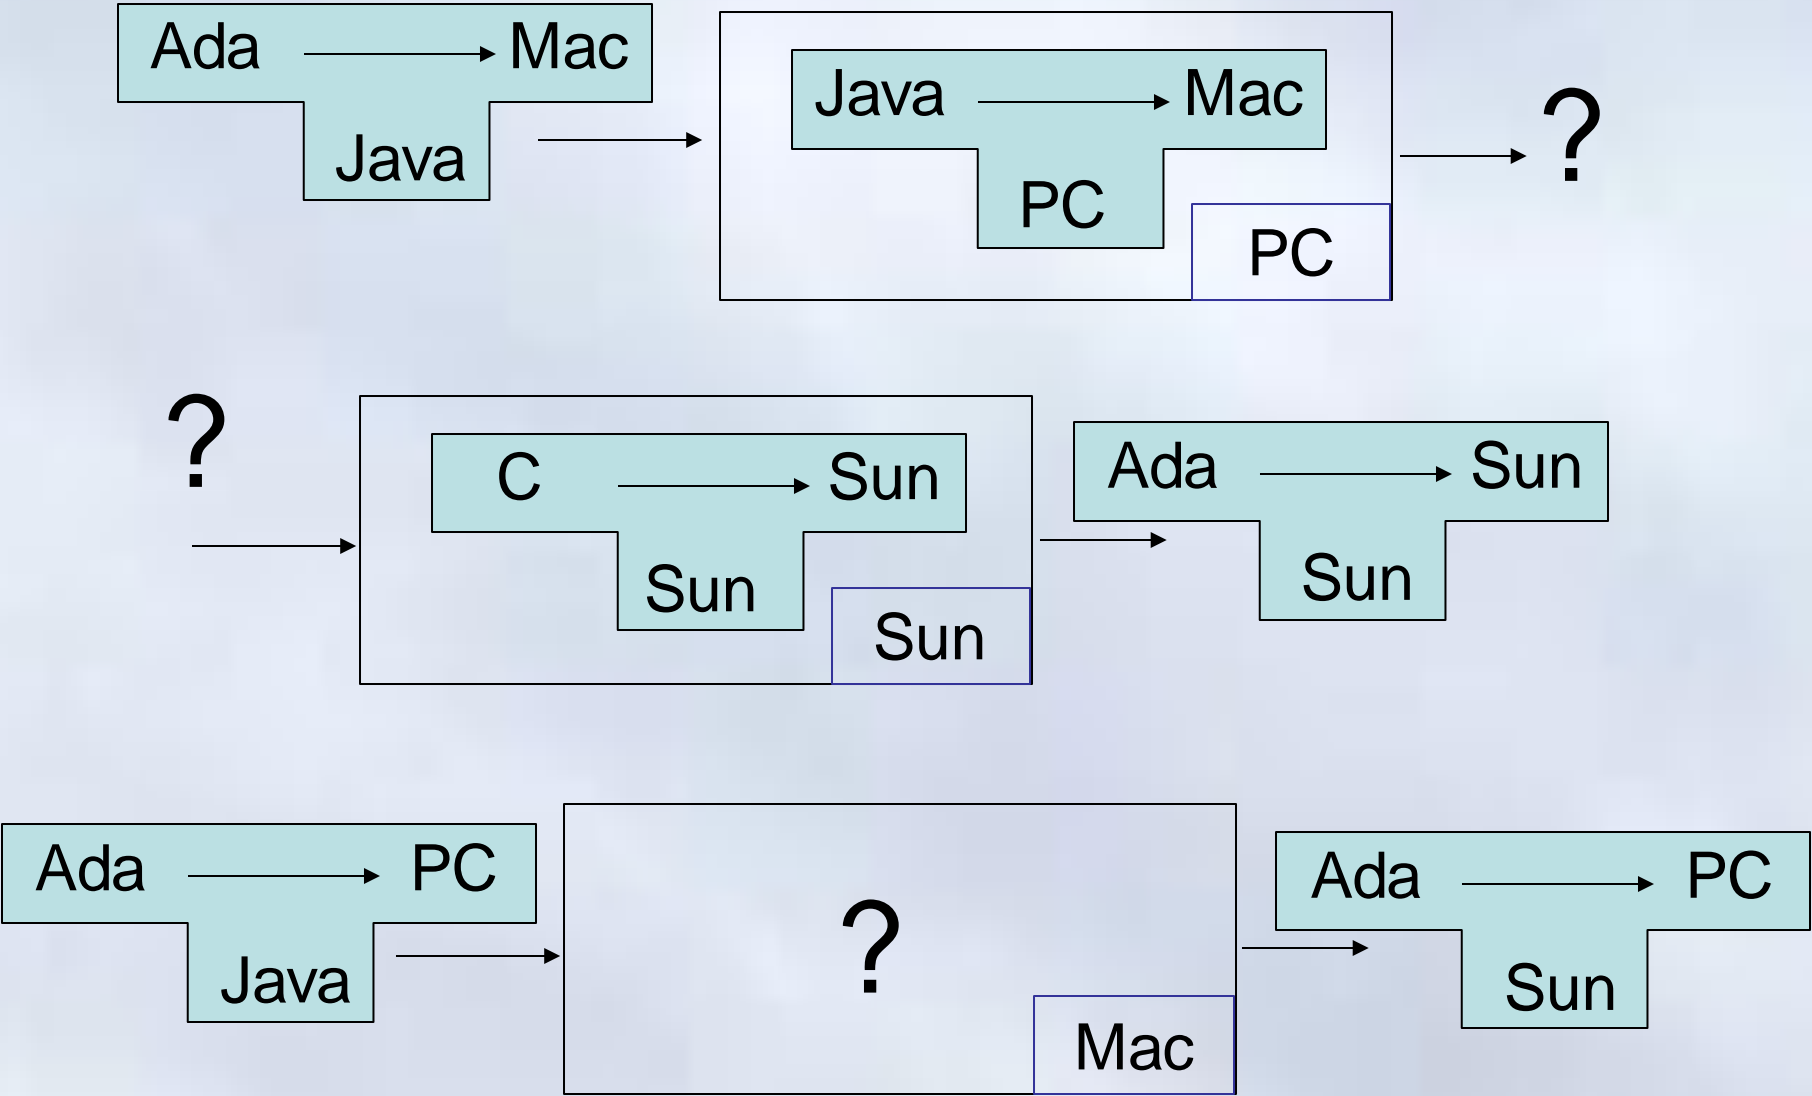 Ada Mac
Java
Java Mac
PC
PC
?
?
C Sun
Sun
Sun
Ada Sun
Sun
Ada PC
Java
?
Mac
Ada PC
Sun